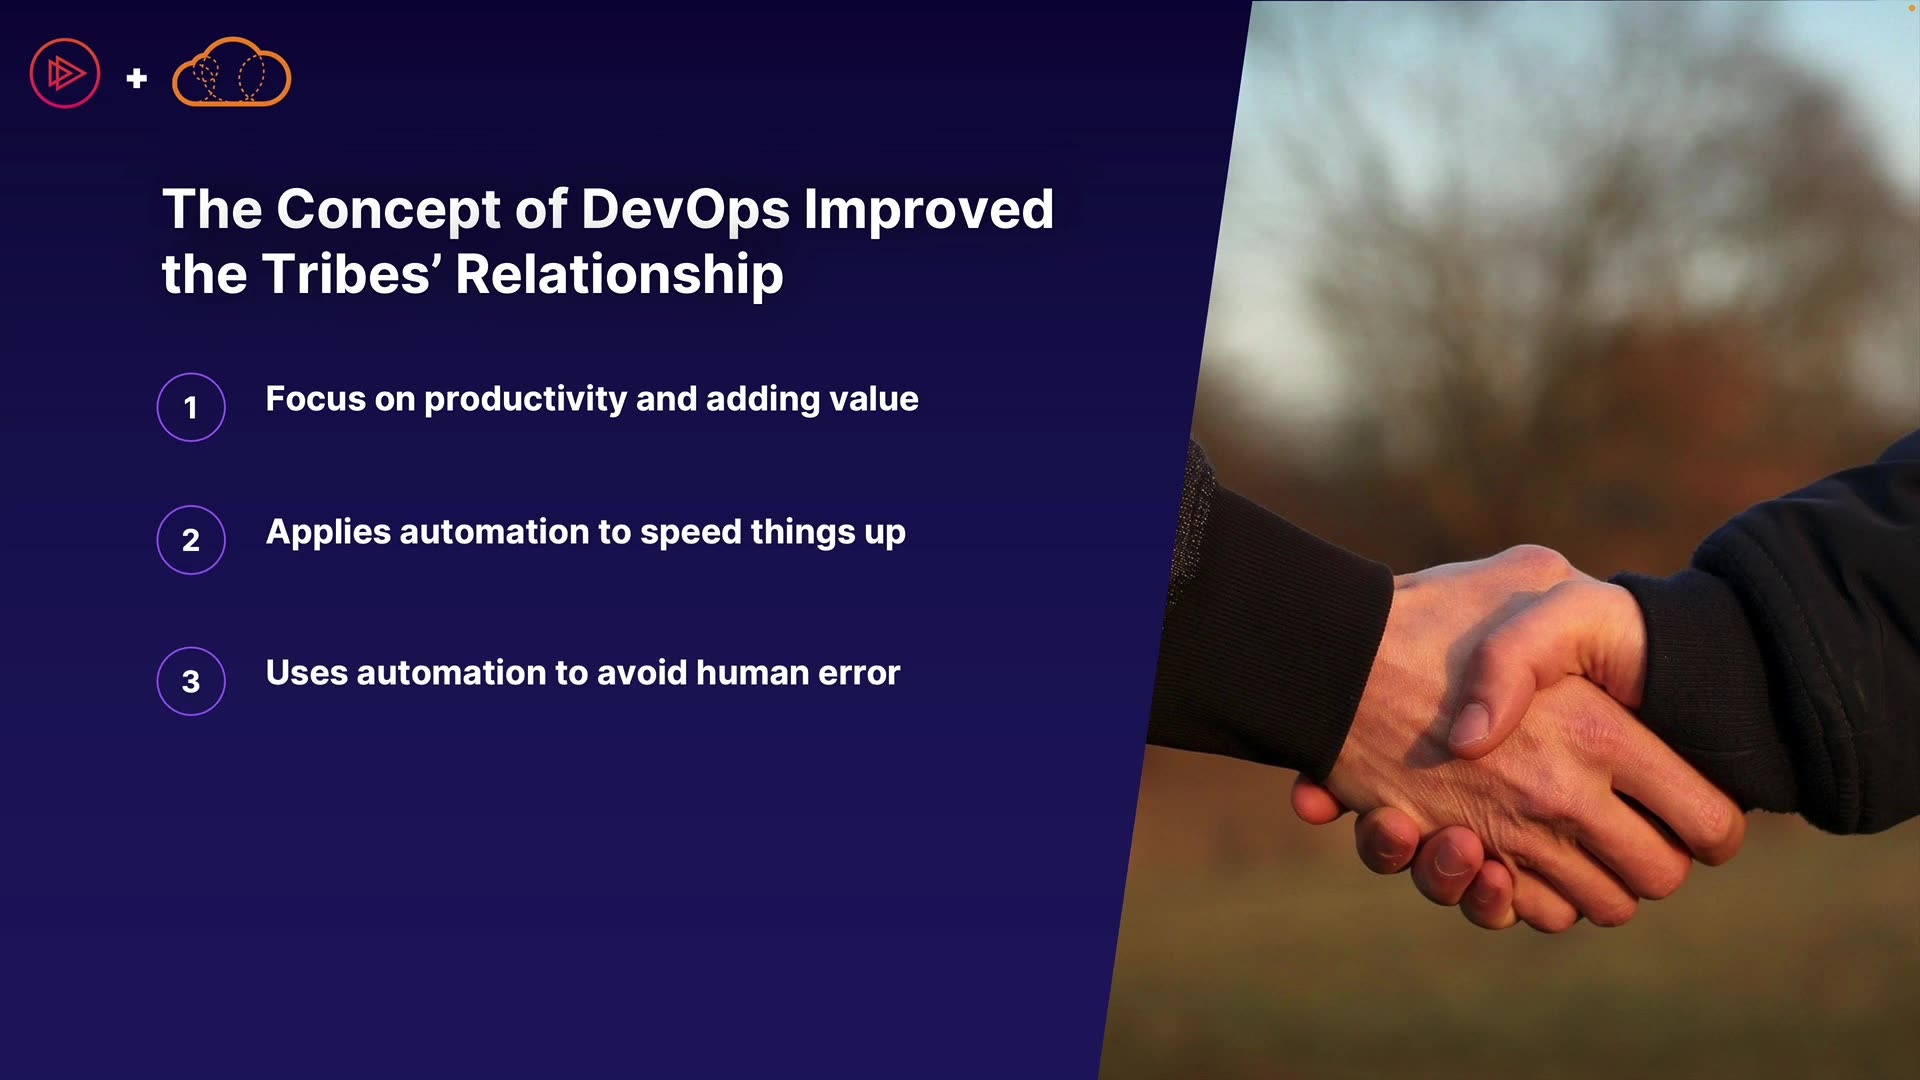 The Concept of DevOps Improved
the Tribes’ Relationship
1 Focus on productivity and adding value
2 Applies automation to speed things up
3 Uses automation to avoid human error